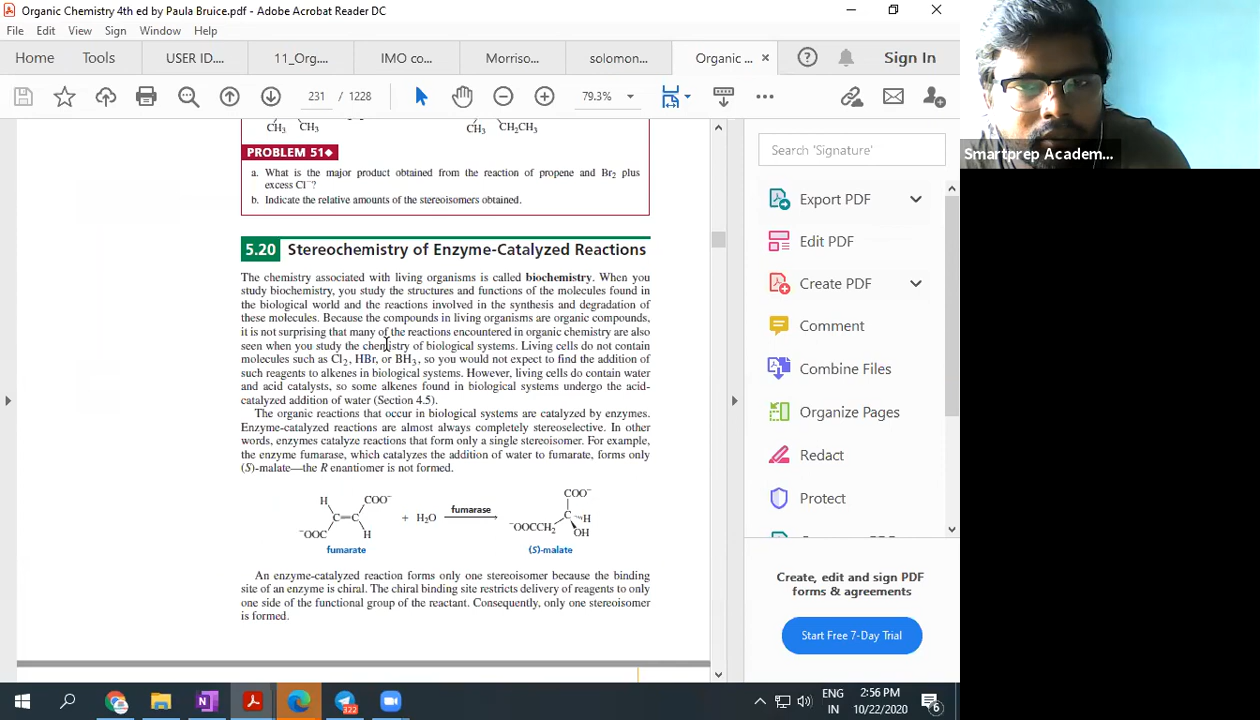 Organic Chemistry 4th ed by Paula Bruice.pdf - Adobe Acrobat Reader DC
File Edit View Sign Window Help
Home Tools USER ID.... 11_Org.... IMO co... Morriso... solomon... Organic ... × Sign In
231 / 1228 79.3%
CH3 CH3 CH3 CH2CH3
PROBLEM 51◆
a. What is the major product obtained from the reaction of propene and Br2 plus
excess Cl−?
b. Indicate the relative amounts of the stereoisomers obtained.
5.20 Stereochemistry of Enzyme-Catalyzed Reactions
The chemistry associated with living organisms is called biochemistry. When you
study biochemistry, you study the structures and functions of the molecules found in
the biological world and the reactions involved in the synthesis and degradation of
these molecules. Because the compounds in living organisms are organic compounds,
it is not surprising that many of the reactions encountered in organic chemistry are also
seen when you study the chemistry of biological systems. Living cells do not contain
molecules such as Cl2, HBr, or BH3, so you would not expect to find the addition of
such reagents to alkenes in biological systems. However, living cells do contain water
and acid catalysts, so some alkenes found in biological systems undergo the acid-
catalyzed addition of water (Section 4.5).
The organic reactions that occur in biological systems are catalyzed by enzymes.
Enzyme-catalyzed reactions are almost always completely stereoselective. In other
words, enzymes catalyze reactions that form only a single stereoisomer. For example,
the enzyme fumarase, which catalyzes the addition of water to fumarate, forms only
(S)-malate—the R enantiomer is not formed.
H COO−
C=C
−OOC H
fumarate
+ H2O
fumarase
COO−
C H
−OOCCH2 OH
(S)-malate
An enzyme-catalyzed reaction forms only one stereoisomer because the binding
site of an enzyme is chiral. The chiral binding site restricts delivery of reagents to only
one side of the functional group of the reactant. Consequently, only one stereoisomer
is formed.
Search 'Signature'
Export PDF
Edit PDF
Create PDF
Comment
Combine Files
Organize Pages
Redact
Protect
Create, edit and sign PDF
forms & agreements
Start Free 7-Day Trial
Smartprep Academ...
322
ENG
IN
2:56 PM
10/22/2020
6